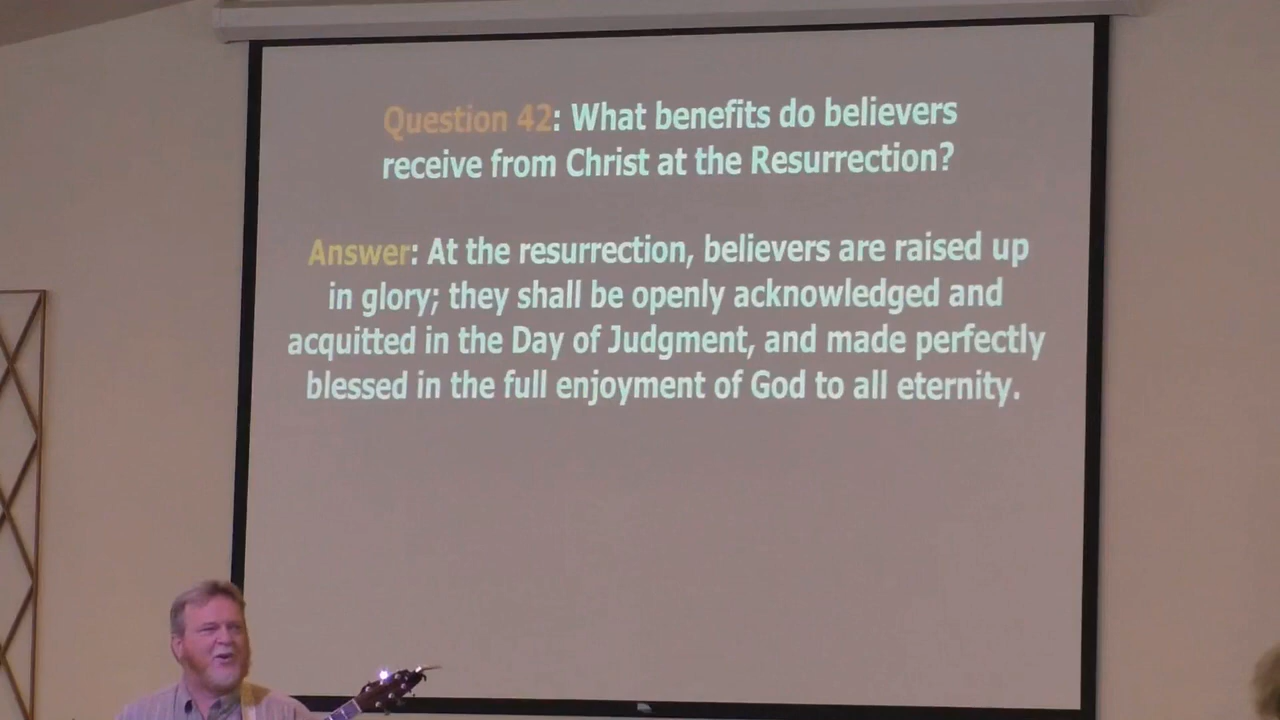 Question 42: What benefits do believers
receive from Christ at the Resurrection?
Answer: At the resurrection, believers are raised up
in glory; they shall be openly acknowledged and
acquitted in the Day of Judgment, and made perfectly
blessed in the full enjoyment of God to all eternity.